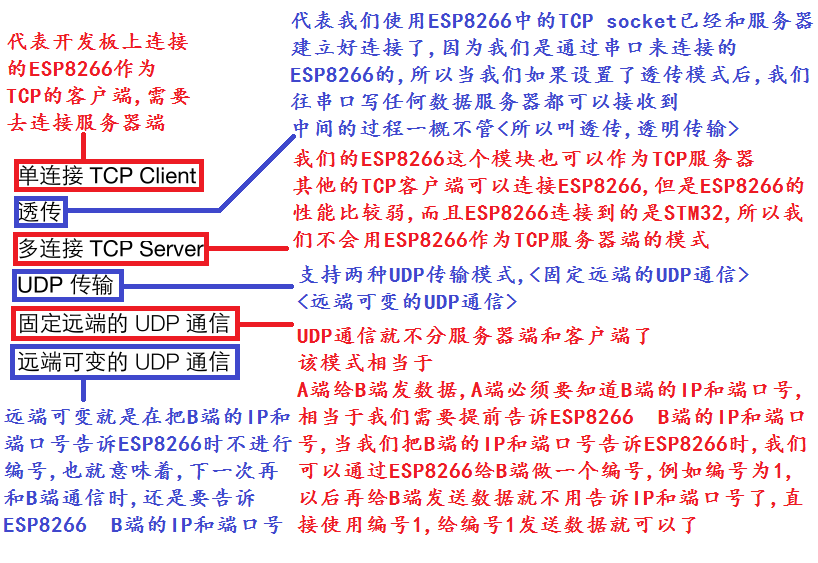 代表开发板上连接
的ESP8266作为
TCP的客户端,需要
去连接服务器端
代表我们使用ESP8266中的TCP socket已经和服务器
建立好连接了,因为我们是通过串口来连接的
ESP8266的,所以当我们如果设置了透传模式后,我们
往串口写任何数据服务器都可以接收到
中间的过程一概不管<所以叫透传,透明传输>
单连接 TCP Client
透传
多连接 TCP Server
UDP 传输
固定远端的 UDP 通信
远端可变的 UDP 通信
我们的ESP8266这个模块也可以作为TCP服务器
其他的TCP客户端可以连接ESP8266,但是ESP8266的
性能比较弱,而且ESP8266连接到的是STM32,所以我
们不会用ESP8266作为TCP服务器端的模式
支持两种UDP传输模式,<固定远端的UDP通信>
<远端可变的UDP通信>
UDP通信就不分服务器端和客户端了
该模式相当于
A端给B端发数据,A端必须要知道B端的IP和端口号,
相当于我们需要提前告诉ESP8266 B端的IP和端口
号,当我们把B端的IP和端口号告诉ESP8266时,我们
可以通过ESP8266给B端做一个编号,例如编号为1,
以后再给B端发送数据就不用告诉IP和端口号了,直
接使用编号1,给编号1发送数据就可以了
远端可变就是在把B端的IP和
端口号告诉ESP8266时不进行
编号,也就意味着,下一次再
和B端通信时,还是要告诉
ESP8266 B端的IP和端口号